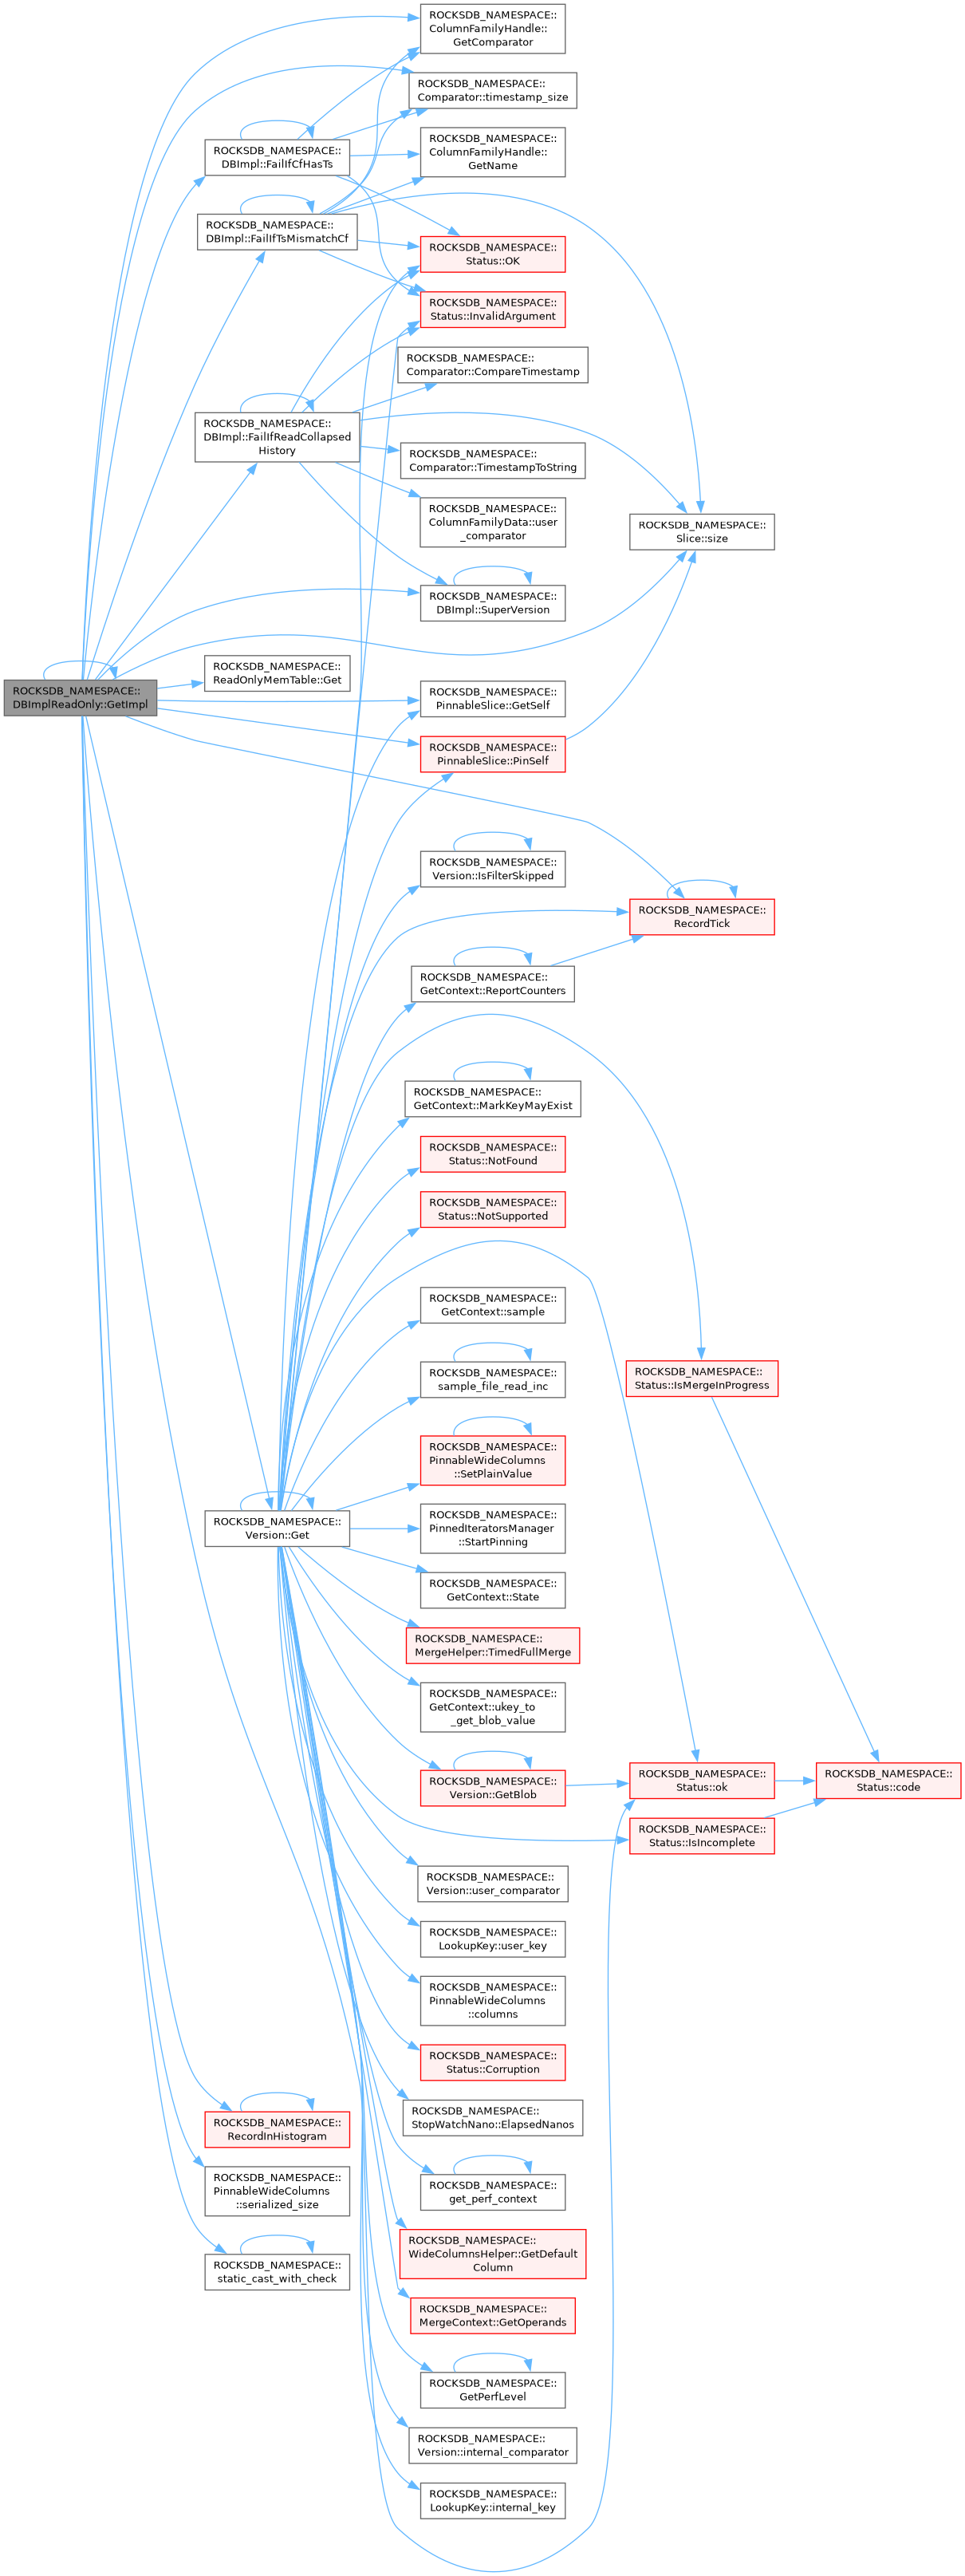 ROCKSDB_NAMESPACE::
ColumnFamilyHandle::
GetComparator
ROCKSDB_NAMESPACE::
Comparator::timestamp_size
ROCKSDB_NAMESPACE::
ColumnFamilyHandle::
GetName
ROCKSDB_NAMESPACE::
DBImpl::FailIfCfHasTs
ROCKSDB_NAMESPACE::
DBImpl::FailIfTsMismatchCf
ROCKSDB_NAMESPACE::
Status::OK
ROCKSDB_NAMESPACE::
Status::InvalidArgument
ROCKSDB_NAMESPACE::
Comparator::CompareTimestamp
ROCKSDB_NAMESPACE::
DBImpl::FailIfReadCollapsed
History
ROCKSDB_NAMESPACE::
Comparator::TimestampToString
ROCKSDB_NAMESPACE::
ColumnFamilyData::user
_comparator
ROCKSDB_NAMESPACE::
Slice::size
ROCKSDB_NAMESPACE::
DBImpl::SuperVersion
ROCKSDB_NAMESPACE::
ReadOnlyMemTable::Get
ROCKSDB_NAMESPACE::
DBImplReadOnly::GetImpl
ROCKSDB_NAMESPACE::
PinnableSlice::GetSelf
ROCKSDB_NAMESPACE::
PinnableSlice::PinSelf
ROCKSDB_NAMESPACE::
Version::IsFilterSkipped
ROCKSDB_NAMESPACE::
RecordTick
ROCKSDB_NAMESPACE::
GetContext::ReportCounters
ROCKSDB_NAMESPACE::
GetContext::MarkKeyMayExist
ROCKSDB_NAMESPACE::
Status::NotFound
ROCKSDB_NAMESPACE::
Status::NotSupported
ROCKSDB_NAMESPACE::
GetContext::sample
ROCKSDB_NAMESPACE::
sample_file_read_inc
ROCKSDB_NAMESPACE::
Status::IsMergeInProgress
ROCKSDB_NAMESPACE::
PinnableWideColumns
::SetPlainValue
ROCKSDB_NAMESPACE::
Version::Get
ROCKSDB_NAMESPACE::
PinnedIteratorsManager
::StartPinning
ROCKSDB_NAMESPACE::
GetContext::State
ROCKSDB_NAMESPACE::
MergeHelper::TimedFullMerge
ROCKSDB_NAMESPACE::
GetContext::ukey_to
_get_blob_value
ROCKSDB_NAMESPACE::
Version::GetBlob
ROCKSDB_NAMESPACE::
Status::ok
ROCKSDB_NAMESPACE::
Status::code
ROCKSDB_NAMESPACE::
Status::IsIncomplete
ROCKSDB_NAMESPACE::
Version::user_comparator
ROCKSDB_NAMESPACE::
LookupKey::user_key
ROCKSDB_NAMESPACE::
PinnableWideColumns
::columns
ROCKSDB_NAMESPACE::
Status::Corruption
ROCKSDB_NAMESPACE::
StopWatchNano::ElapsedNanos
ROCKSDB_NAMESPACE::
RecordInHistogram
ROCKSDB_NAMESPACE::
PinnableWideColumns
::serialized_size
ROCKSDB_NAMESPACE::
get_perf_context
ROCKSDB_NAMESPACE::
WideColumnsHelper::GetDefault
Column
ROCKSDB_NAMESPACE::
static_cast_with_check
ROCKSDB_NAMESPACE::
MergeContext::GetOperands
ROCKSDB_NAMESPACE::
GetPerfLevel
ROCKSDB_NAMESPACE::
Version::internal_comparator
ROCKSDB_NAMESPACE::
LookupKey::internal_key